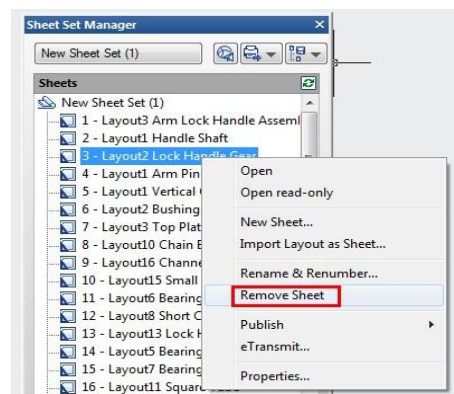 Sheet Set Manager
New Sheet Set (1)
Sheets
New Sheet Set (1)
1 - Layout3 Arm Lock Handle Assem
2 - Layout1 Handle Shaft
3 - Layout2 Lock Handle Gear
4 - Layout1 Arm Pin
5 - Layout1 Vertical
6 - Layout2 Bushing
7 - Layout3 Top Plat
8 - Layout10 Chain
9 - Layout16 Channe
10 - Layout15 Small
11 - Layout6 Bearing
12 - Layout8 Short C
13 - Layout13 Lock
14 - Layout5 Bearing
15 - Layout7 Bearing
16 - Layout11 Square
Open
Open read-only
New Sheet...
Import Layout as Sheet...
Rename & Renumber...
Remove Sheet
Publish
eTransmit...
Properties...